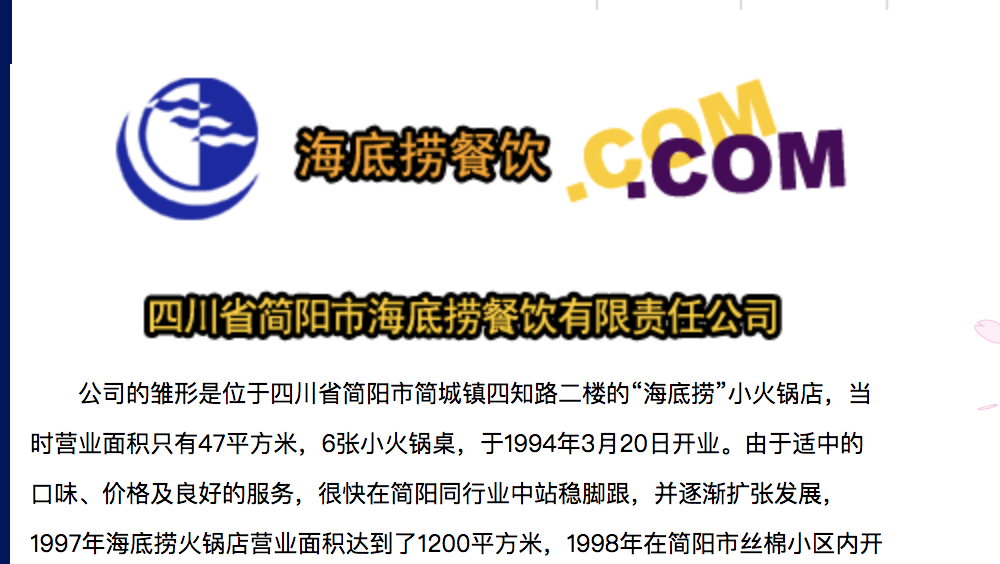 海底捞餐饮
.COM
.COM
四川省简阳市海底捞餐饮有限责任公司
公司的雏形是位于四川省简阳市简城镇四知路二楼的“海底捞”小火锅店，当
时营业面积只有47平方米，6张小火锅桌，于1994年3月20日开业。由于适中的
口味、价格及良好的服务，很快在简阳同行业中站稳脚跟，并逐渐扩张发展，
1997年海底捞火锅店营业面积达到了1200平方米，1998年在简阳市丝棉小区内开